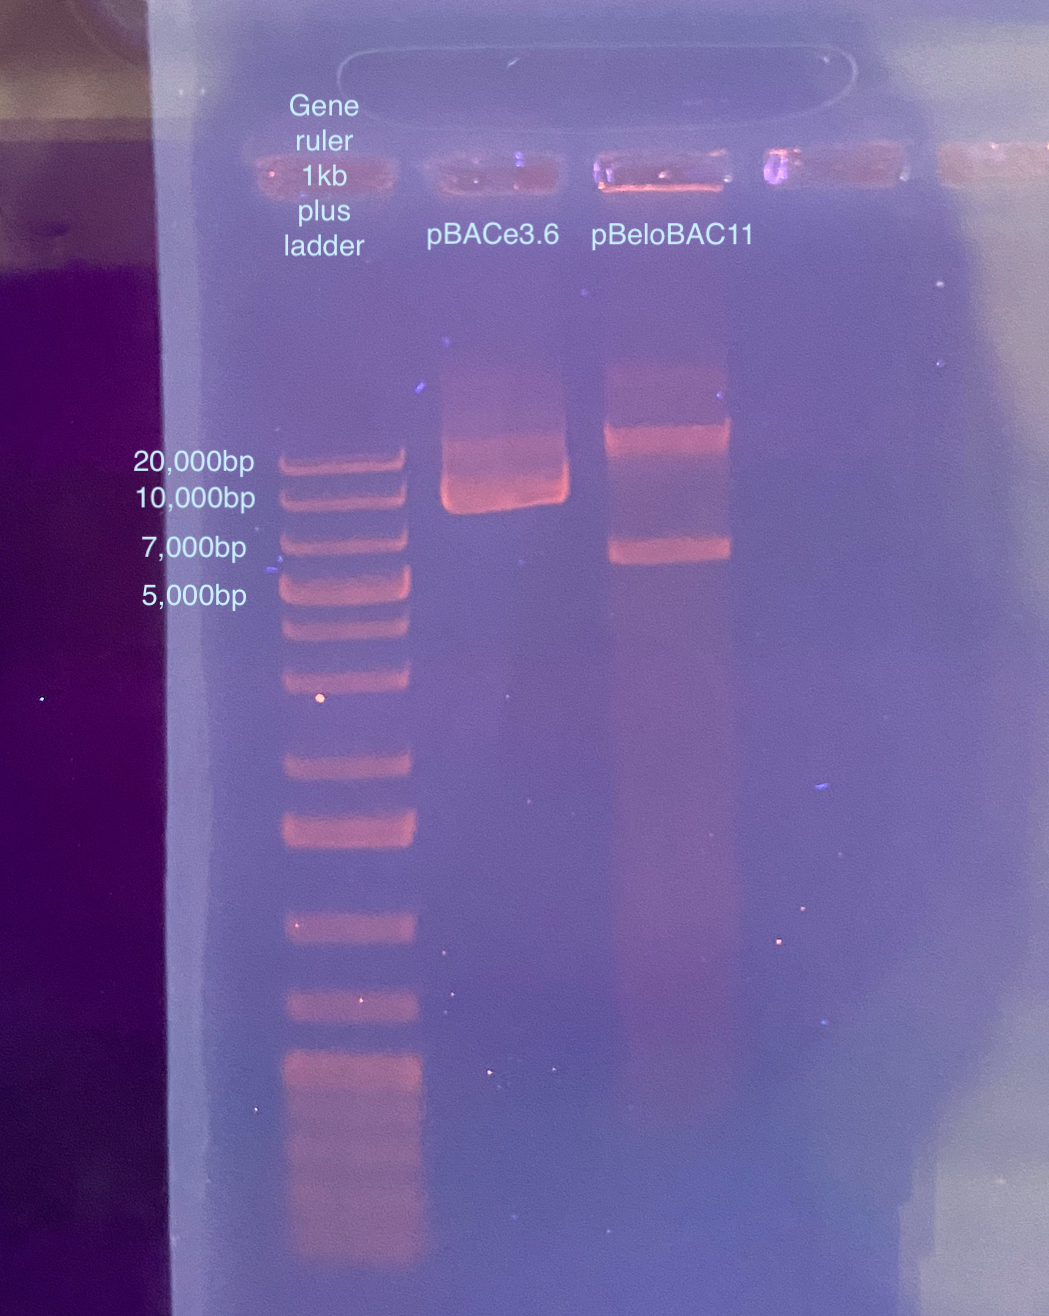 Gene
ruler
1kb
plus
ladder
pBACe3.6
pBeloBAC11
20,000bp
10,000bp
7,000bp
5,000bp